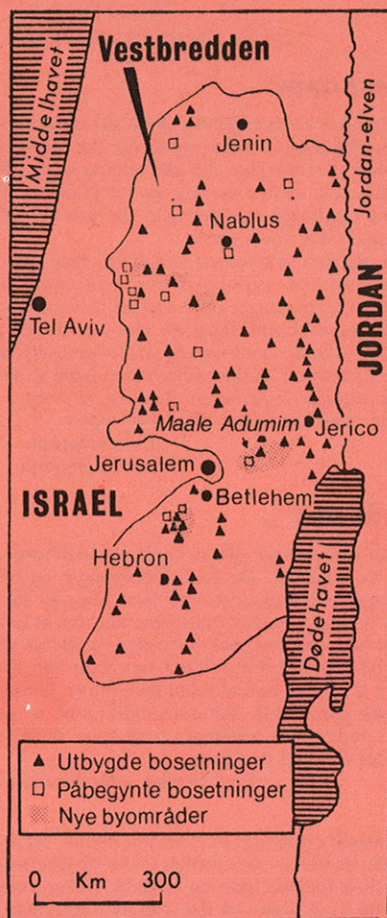 Vestbredden
Middelhavet
Jenin
Jordan-elven
Nablus
Tel Aviv
JORDAN
Maale Adumim
Jerico
Jerusalem
ISRAEL
Betlehem
Hebron
Dødehavet
Utbygde bosetninger
Påbegynte bosetninger
Nye byområder
0 Km 300